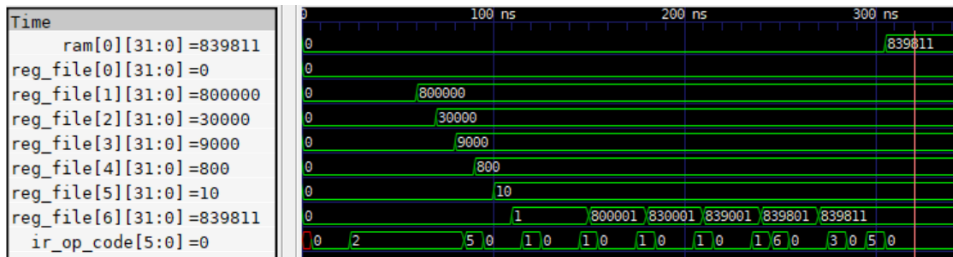 Time
0 100 ns 200 ns 300 ns
ram[0][31:0] =839811 0 839811
reg_file[0][31:0] =0 0
reg_file[1][31:0] =800000 0 800000
reg_file[2][31:0] =30000 0 30000
reg_file[3][31:0] =9000 0 9000
reg_file[4][31:0] =800 0 800
reg_file[5][31:0] =10 0 10
reg_file[6][31:0] =839811 0 1 800001 830001 839001 839801 839811
ir_op_code[5:0] =0 0 2 5 0 1 0 1 0 1 0 1 0 1 6 0 3 0 5 0